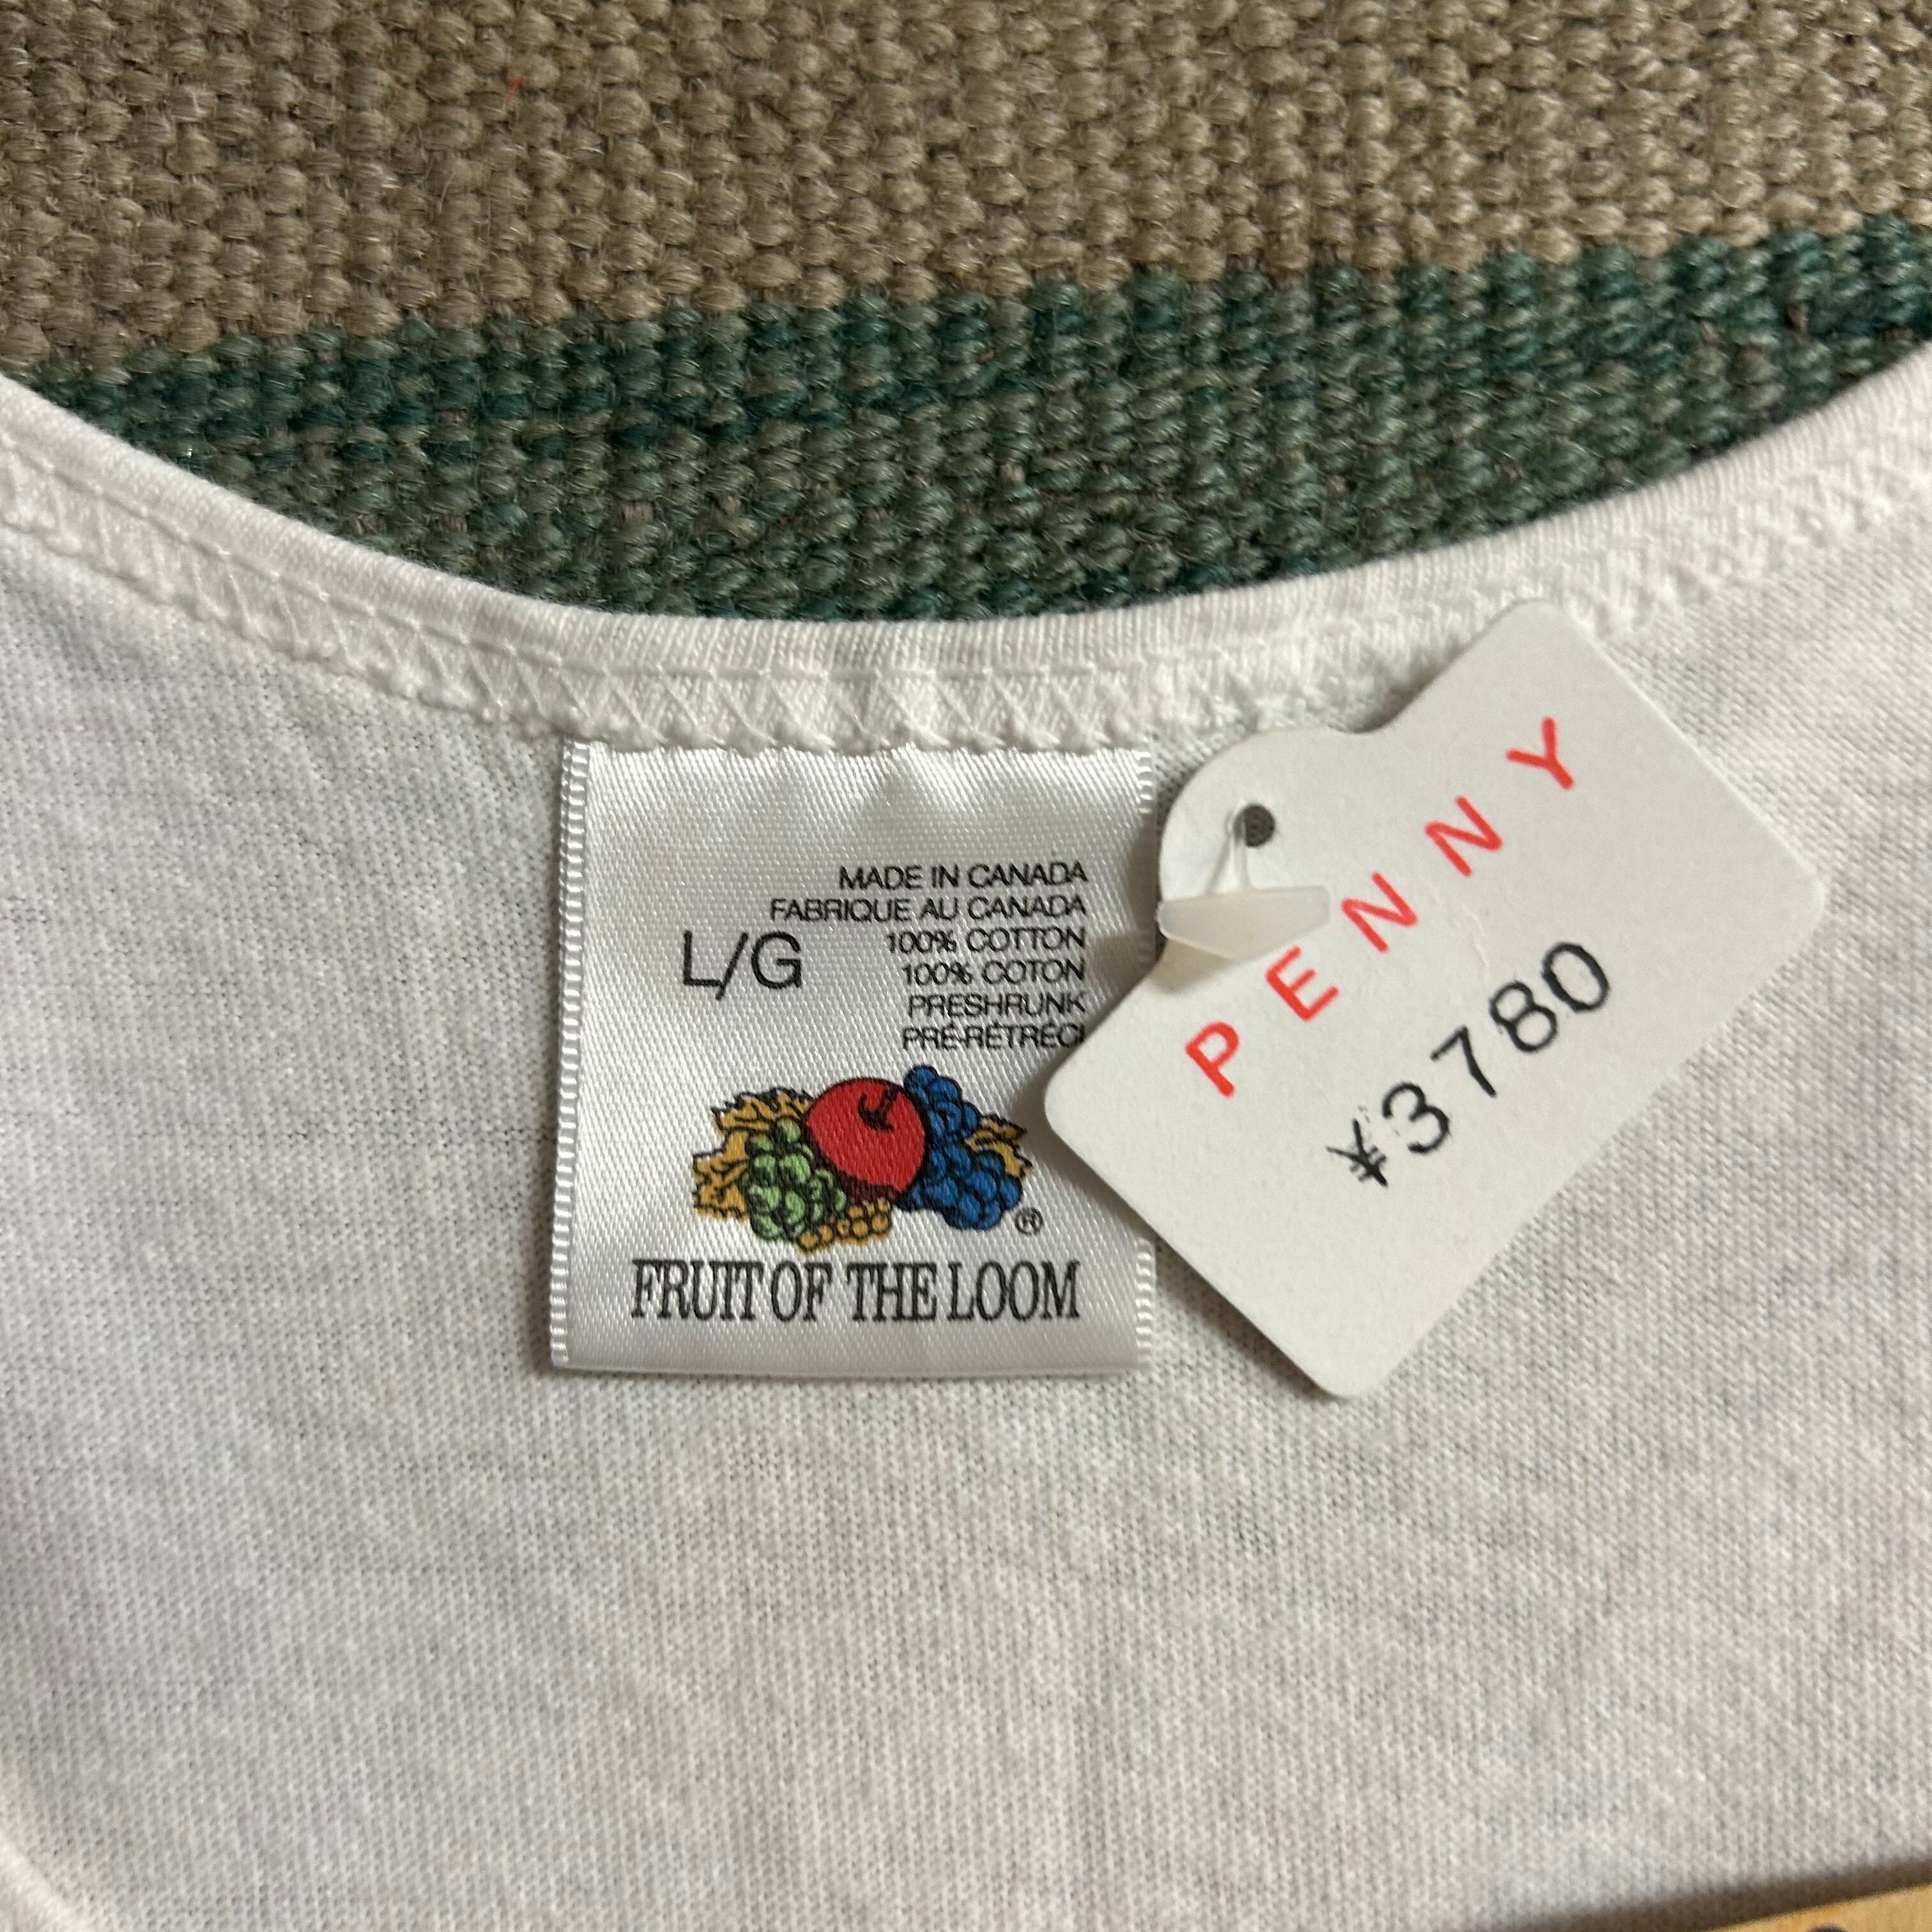 MADE IN CANADA
FABRIQUE AU CANADA
L/G
100% COTTON
100% COTON
PRESHRUNK
PRÉ-RÉTRÉCI
®
FRUIT OF THE LOOM
PENNY
¥3780